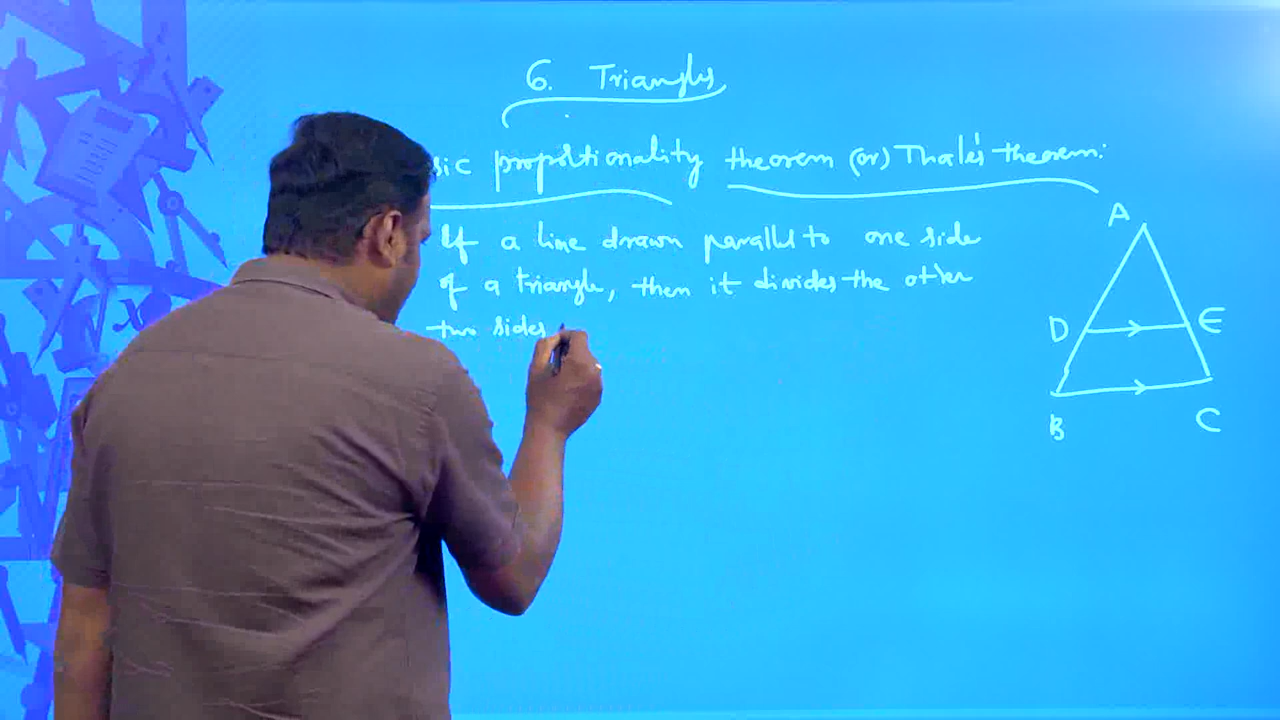 6. Triangles
sic proportionality theorem (or) Thale's theorem:
If a line drawn parallel to one side
of a triangle, then it divides the other
two sides
A
D
E
B
C